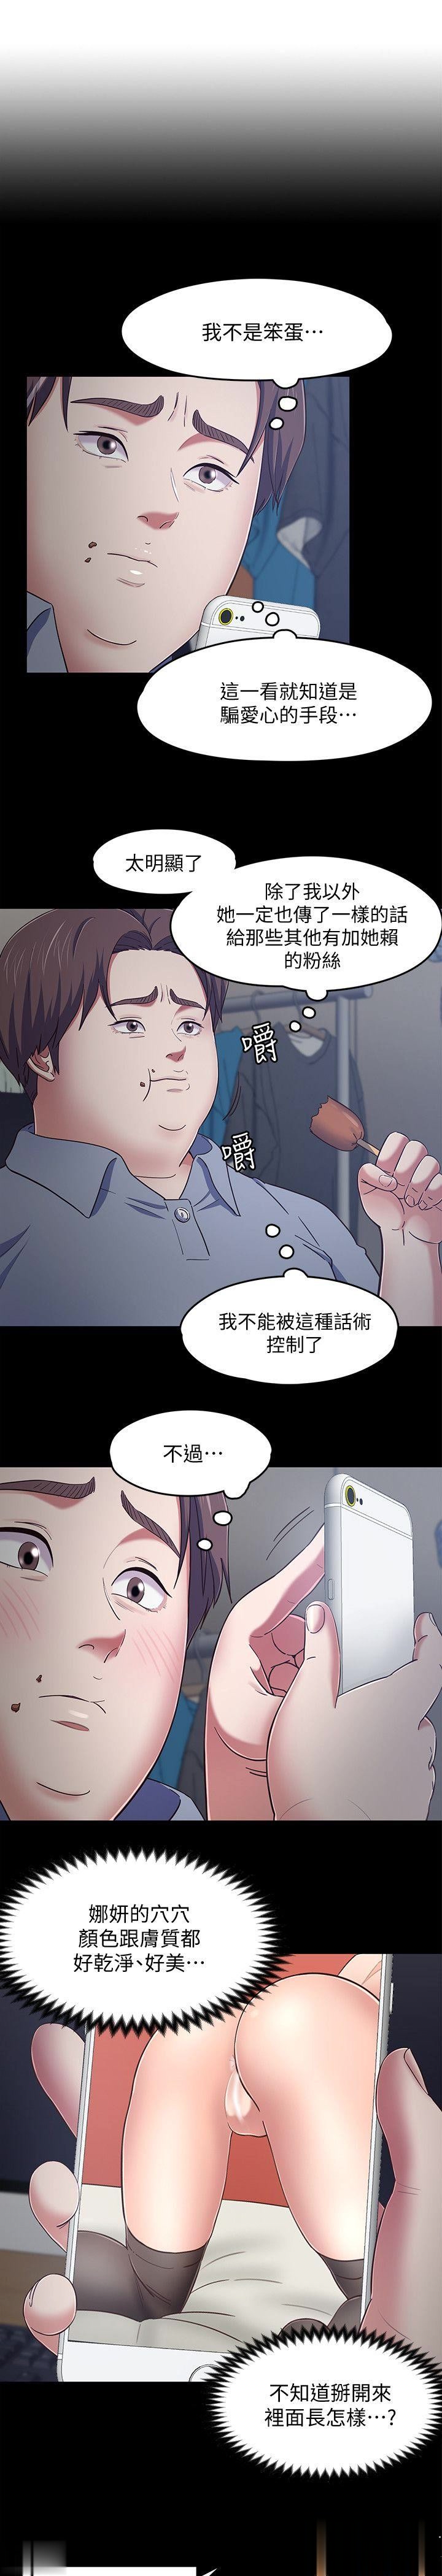 我不是笨蛋…
這一看就知道是
騙愛心的手段…
太明顯了
除了我以外
她一定也傳了一樣的話
給那些其他有加她賴
的粉絲
嚼
嚼
我不能被這種話術
控制了
不過…
娜妍的穴穴
顏色跟膚質都
好乾淨、好美…
不知道掰開來
裡面長怎樣…?